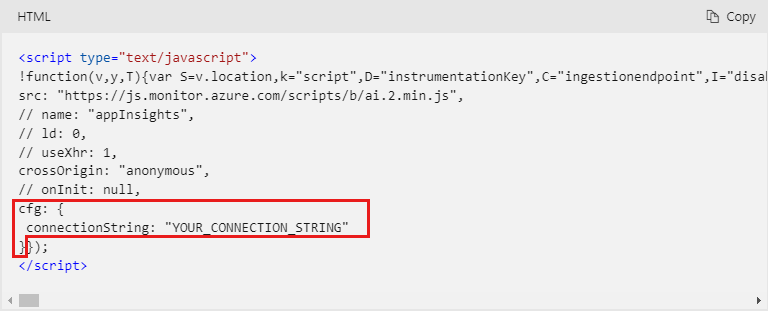 HTML
Copy
<script type="text/javascript">
!function(v,y,T){var S=v.location,k="script",D="instrumentationKey",C="ingestionendpoint",I="disa
src: "https://js.monitor.azure.com/scripts/b/ai.2.min.js",
// name: "appInsights",
// ld: 0,
// useXhr: 1,
crossOrigin: "anonymous",
// onInit: null,
cfg: {
 connectionString: "YOUR_CONNECTION_STRING"
}});
</script>